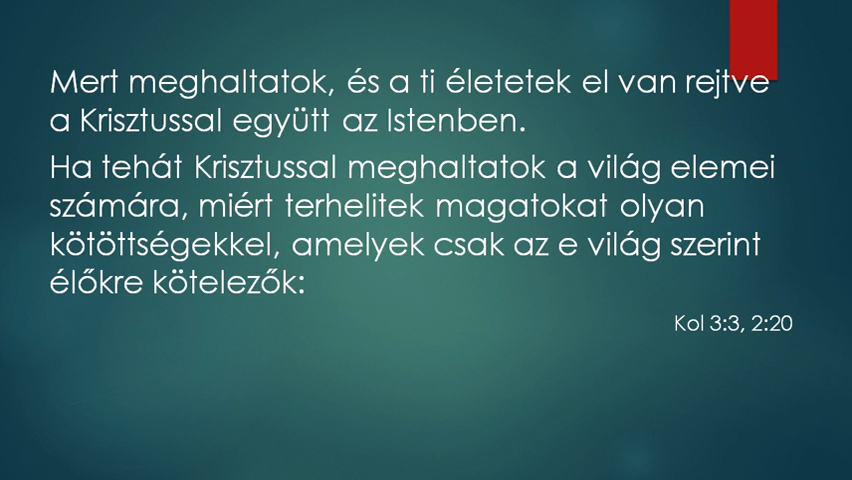 Mert meghaltatok, és a ti életetek el van rejtve
a Krisztussal együtt az Istenben.
Ha tehát Krisztussal meghaltatok a világ elemei
számára, miért terhelitek magatokat olyan
kötöttségekkel, amelyek csak az e világ szerint
élőkre kötelezők:
Kol 3:3, 2:20